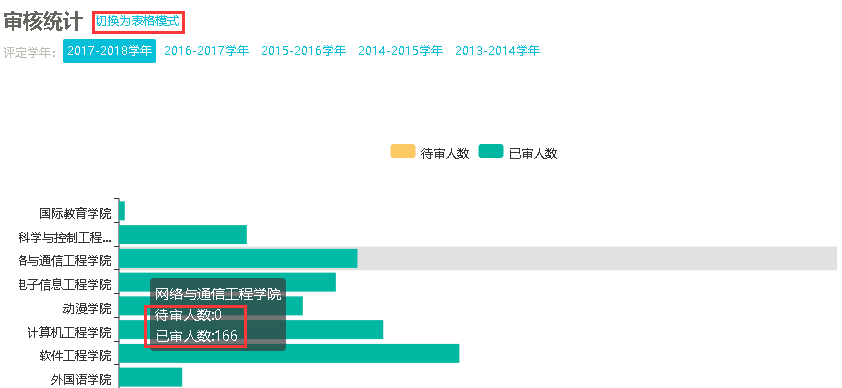 审核统计 切换为表格模式
评定学年: 2017-2018学年 2016-2017学年 2015-2016学年 2014-2015学年 2013-2014学年
待审人数 已审人数
国际教育学院
科学与控制工程...
络与通信工程学院
电子信息工程学院
网络与通信工程学院
动漫学院
待审人数:0
计算机工程学院
已审人数:166
软件工程学院
外国语学院